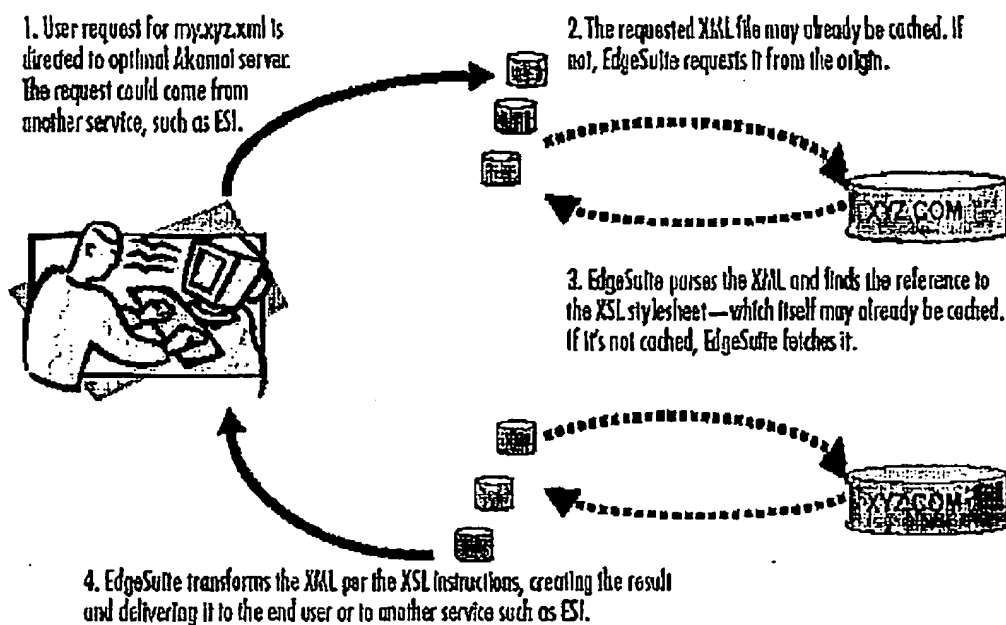 1. User request for my.xyz.xml is
directed to optimal Akamai server.
The request could come from
another service, such as ESI.
2. The requested XML file may already be cached. If
not, EdgeSuite requests it from the origin.
XYZ.COM
3. EdgeSuite parses the XML and finds the reference to
the XSL stylesheet—which itself may already be cached.
If it's not cached, EdgeSuite fetches it.
XYZ.COM
4. EdgeSuite transforms the XML per the XSL instructions, creating the result
and delivering it to the end user or to another service such as ESI.